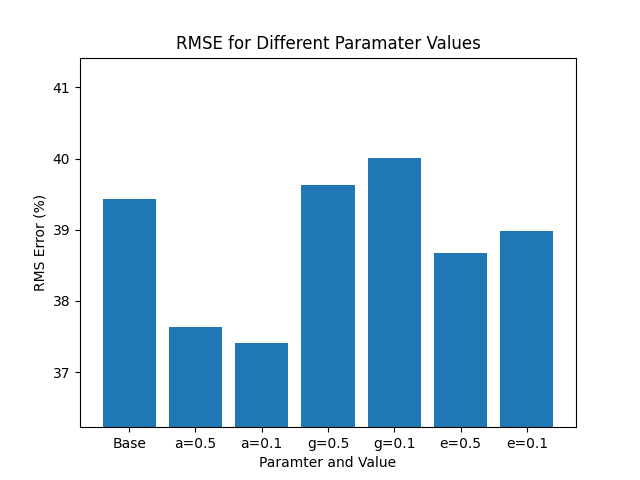 RMSE for Different Paramater Values
41
40
39
38
37
RMS Error (%)
Base a=0.5 a=0.1 g=0.5 g=0.1 e=0.5 e=0.1
Paramter and Value